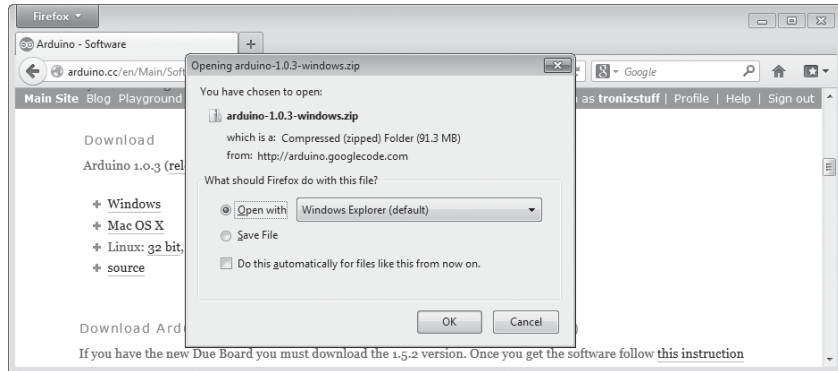 Firefox
Arduino - Software
arduino.cc/en/Main/Soft
Google
Main Site Blog Playground
as tronixstuff | Profile | Help | Sign out
Opening arduino-1.0.3-windows.zip
You have chosen to open:
arduino-1.0.3-windows.zip
which is a: Compressed (zipped) Folder (91.3 MB)
from: http://arduino.googlecode.com
What should Firefox do with this file?
Open with Windows Explorer (default)
Save File
Do this automatically for files like this from now on.
OK Cancel
Download
Arduino 1.0.3 (rel
Windows
Mac OS X
Linux: 32 bit,
source
Download Ard
)
If you have the new Due Board you must download the 1.5.2 version. Once you get the software follow this instruction